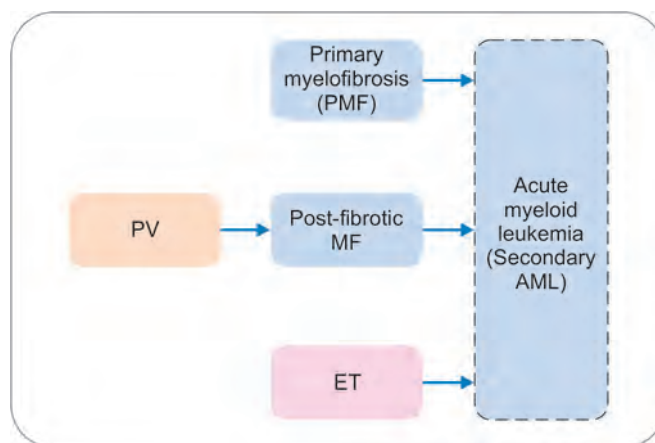 Primary
myelofibrosis
(PMF)
PV
Post-fibrotic
MF
Acute
myeloid
leukemia
(Secondary
AML)
ET